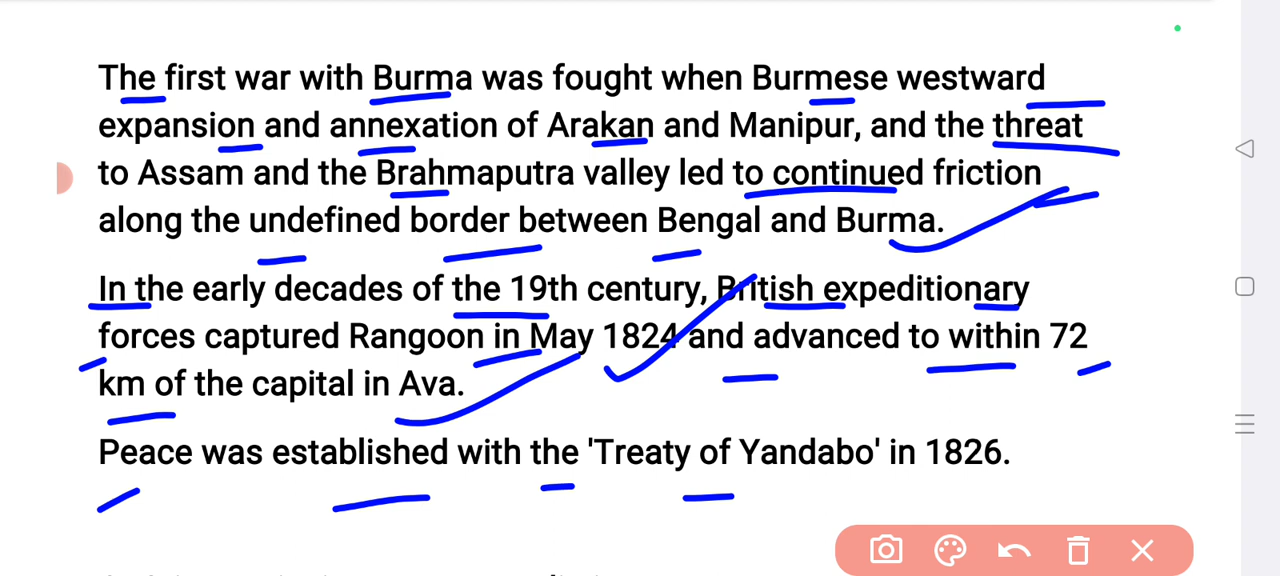 The first war with Burma was fought when Burmese westward
expansion and annexation of Arakan and Manipur, and the threat
to Assam and the Brahmaputra valley led to continued friction
along the undefined border between Bengal and Burma.
In the early decades of the 19th century, British expeditionary
forces captured Rangoon in May 1824 and advanced to within 72
km of the capital in Ava.
Peace was established with the 'Treaty of Yandabo' in 1826.